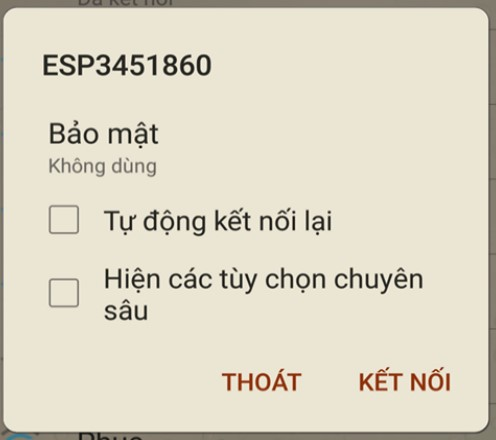 ESP3451860
Bảo mật
Không dùng
Tự động kết nối lại
Hiện các tùy chọn chuyên
sâu
THOÁT
KẾT NỐI